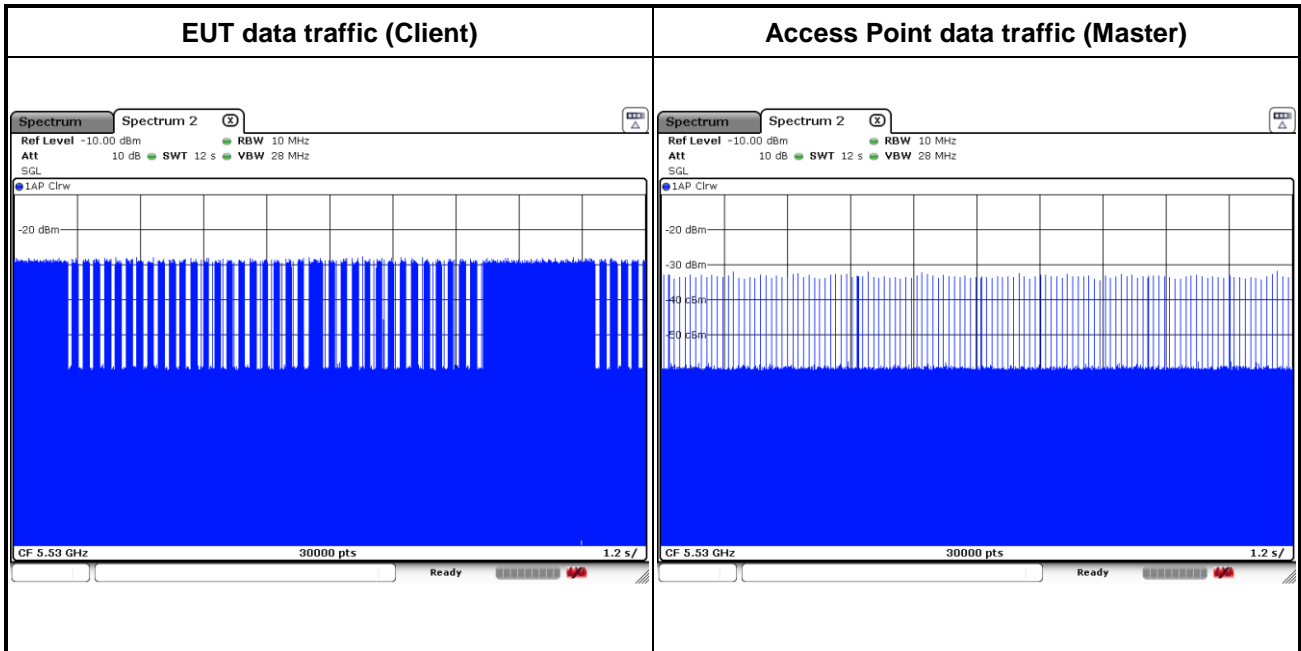 EUT data traffic (Client)
Spectrum Spectrum 2 X
Ref Level -10.00 dBm RBW 10 MHz
Att 10 dB SWT 12 s VBW 28 MHz
SGL
1AP Clrw
-20 dBm
CF 5.53 GHz 30000 pts 1.2 s/
Ready
Access Point data traffic (Master)
Spectrum Spectrum 2 X
Ref Level -10.00 dBm RBW 10 MHz
Att 10 dB SWT 12 s VBW 28 MHz
SGL
1AP Clrw
-20 dBm
-30 dBm
-40 dBm
-50 dBm
CF 5.53 GHz 30000 pts 1.2 s/
Ready